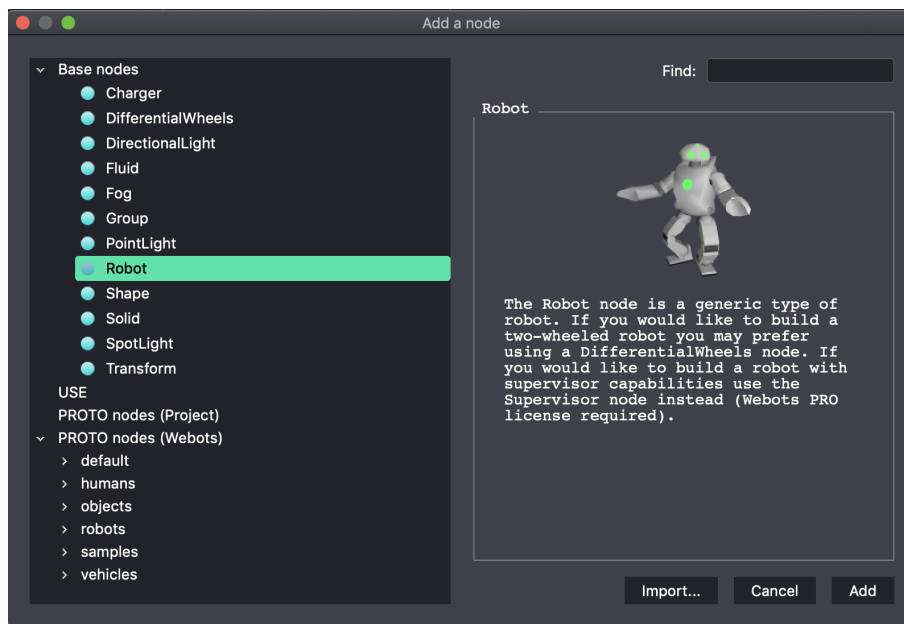 Add a node
Base nodes
Charger
DifferentialWheels
DirectionalLight
Fluid
Fog
Group
PointLight
Robot
Shape
Solid
SpotLight
Transform
USE
PROTO nodes (Project)
PROTO nodes (Webots)
default
humans
objects
robots
samples
vehicles
Find:
Robot
The Robot node is a generic type of
robot. If you would like to build a
two-wheeled robot you may prefer
using a DifferentialWheels node. If
you would like to build a robot with
supervisor capabilities use the
Supervisor node instead (Webots PRO
license required).
Import...
Cancel
Add